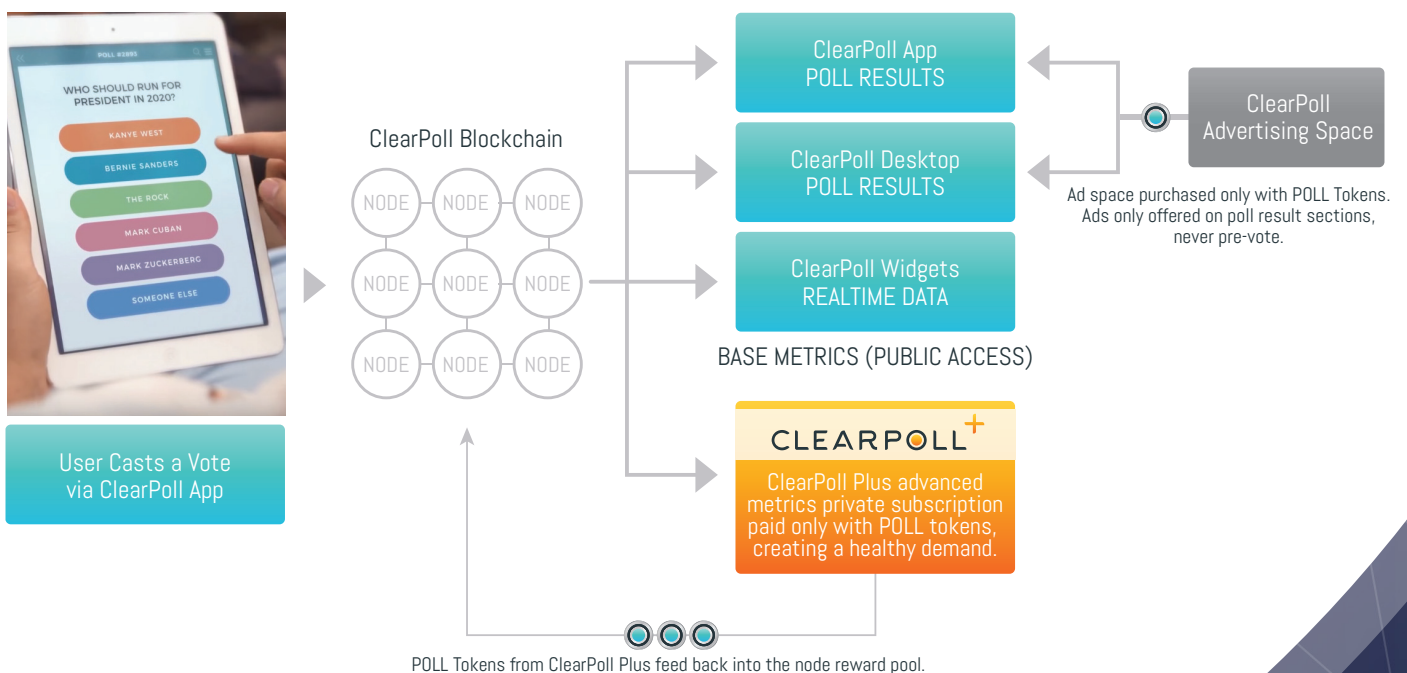 POLL #2895
WHO SHOULD RUN FOR
PRESIDENT IN 2020?
KANYE WEST
BERNIE SANDERS
THE ROCK
MARK CUBAN
MARK ZUCKERBERG
SOMEONE ELSE
User Casts a Vote
via ClearPoll App
ClearPoll Blockchain
NODE NODE NODE
NODE NODE NODE
NODE NODE NODE
ClearPoll App
POLL RESULTS
ClearPoll Desktop
POLL RESULTS
ClearPoll Widgets
REALTIME DATA
BASE METRICS (PUBLIC ACCESS)
CLEARPOLL+
ClearPoll Plus advanced
metrics private subscription
paid only with POLL tokens,
creating a healthy demand.
ClearPoll
Advertising Space
Ad space purchased only with POLL Tokens.
Ads only offered on poll result sections,
never pre-vote.
POLL Tokens from ClearPoll Plus feed back into the node reward pool.